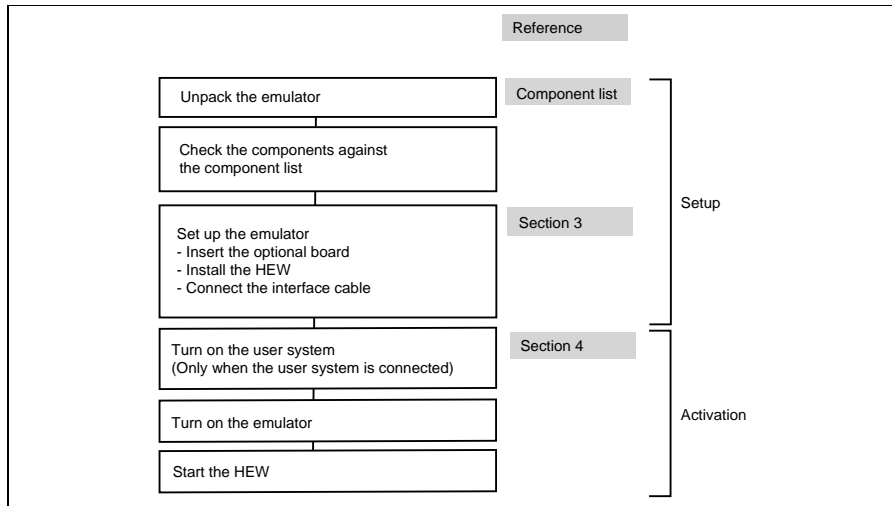 Reference
Unpack the emulator
Component list
Check the components against
the component list
Setup
Set up the emulator
- Insert the optional board
- Install the HEW
- Connect the interface cable
Section 3
Turn on the user system
(Only when the user system is connected)
Section 4
Turn on the emulator
Activation
Start the HEW